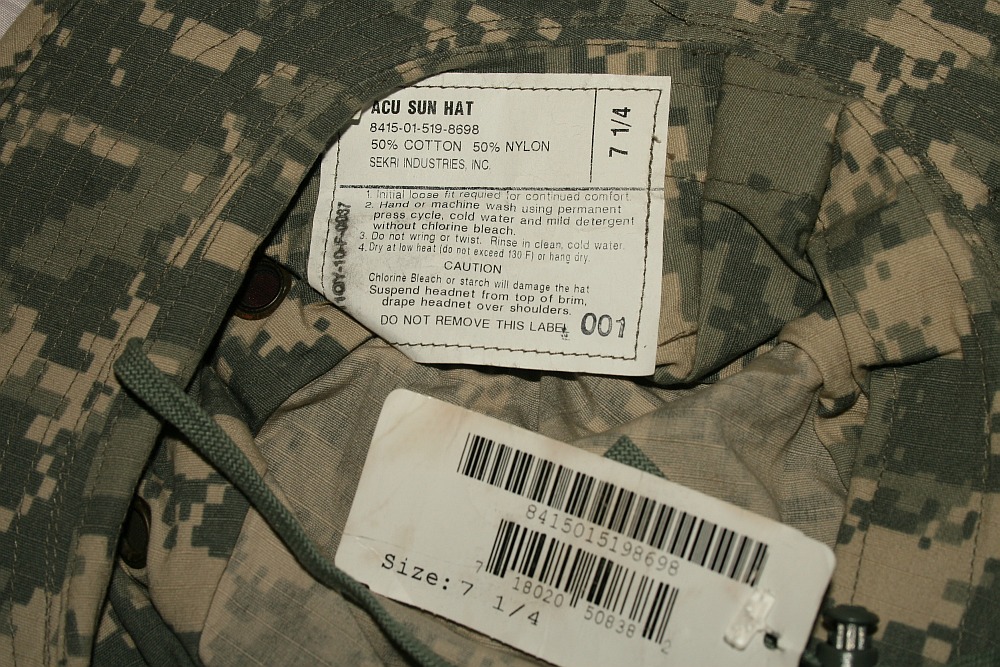 ACU SUN HAT
8415-01-519-8698
50% COTTON 50% NYLON
SEKRI INDUSTRIES, INC.
7 1/4
1. Initial loose fit required for continued comfort.
2. Hand or machine wash using permanent
press cycle, cold water and mild detergent
without chlorine bleach.
3. Do not wring or twist. Rinse in clean, cold water.
4. Dry at low heat (do not exceed 130 F) or hang dry.
CAUTION
Chlorine Bleach or starch will damage the hat
Suspend headnet from top of brim,
drape headnet over shoulders.
DO NOT REMOVE THIS LABEL
001
8415015198698
7 18020 50838 2
Size: 7 1/4